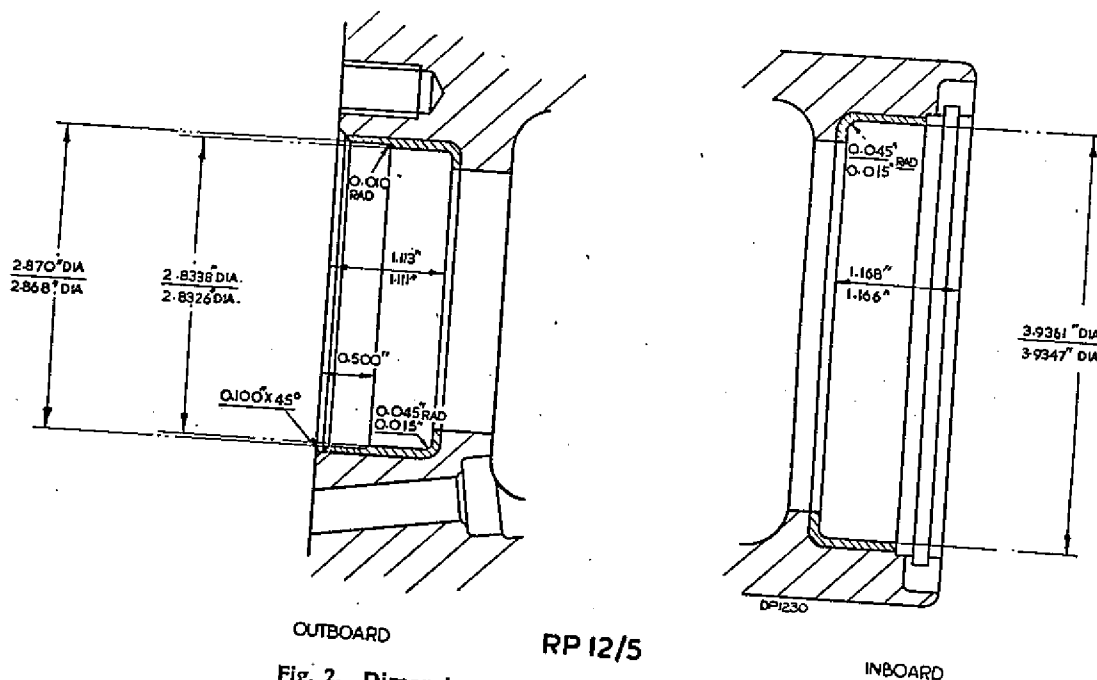 2.870" DIA
2.868" DIA
2.8338" DIA.
2.8326" DIA.
0.010
RAD
1.113"
1.111"
0.500"
0.100" X 45°
0.045" RAD
0.015"
0.045"
0.015" RAD
1.168"
1.166"
3.9361" DIA
3.9347" DIA
DP1230
OUTBOARD
RP 12/5
INBOARD
Fig. 2.